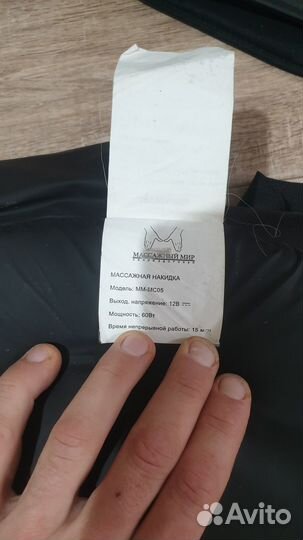 МАССАЖНЫЙ МИР
МАССАЖНАЯ НАКИДКА
Модель: MM-MC05
Выход. напряжение: 12В
Мощность: 60Вт
Время непрерывной работы: 15
Avito